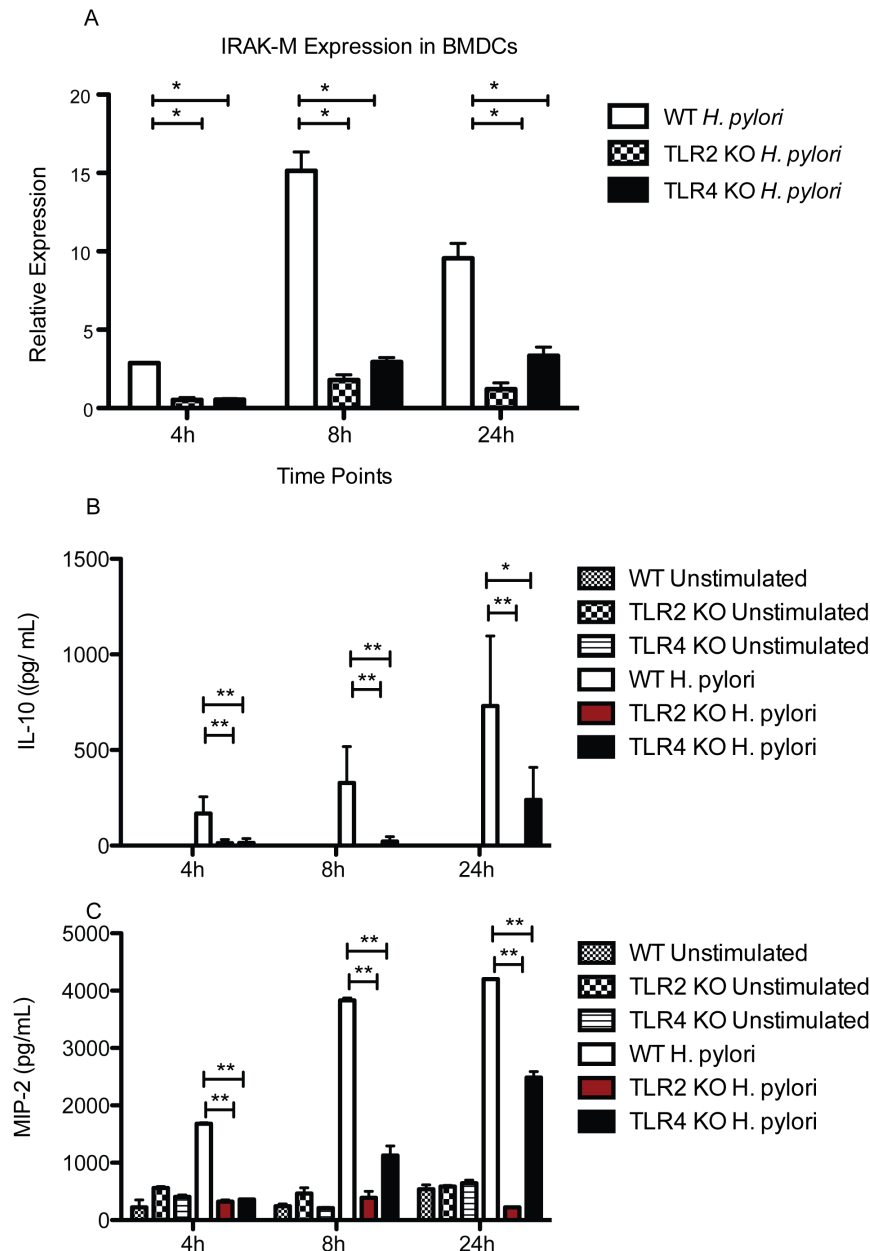 A
IRAK-M Expression in BMDCs
Relative Expression
20
15
10
5
0
* * * * * *
4h 8h 24h
Time Points
WT H. pylori
TLR2 KO H. pylori
TLR4 KO H. pylori
B
IL-10 ((pg/ mL)
1500
1000
500
0
** ** ** ** * **
4h 8h 24h
WT Unstimulated
TLR2 KO Unstimulated
TLR4 KO Unstimulated
WT H. pylori
TLR2 KO H. pylori
TLR4 KO H. pylori
C
MIP-2 (pg/mL)
5000
4000
3000
2000
1000
0
** ** ** ** ** **
4h 8h 24h
WT Unstimulated
TLR2 KO Unstimulated
TLR4 KO Unstimulated
WT H. pylori
TLR2 KO H. pylori
TLR4 KO H. pylori